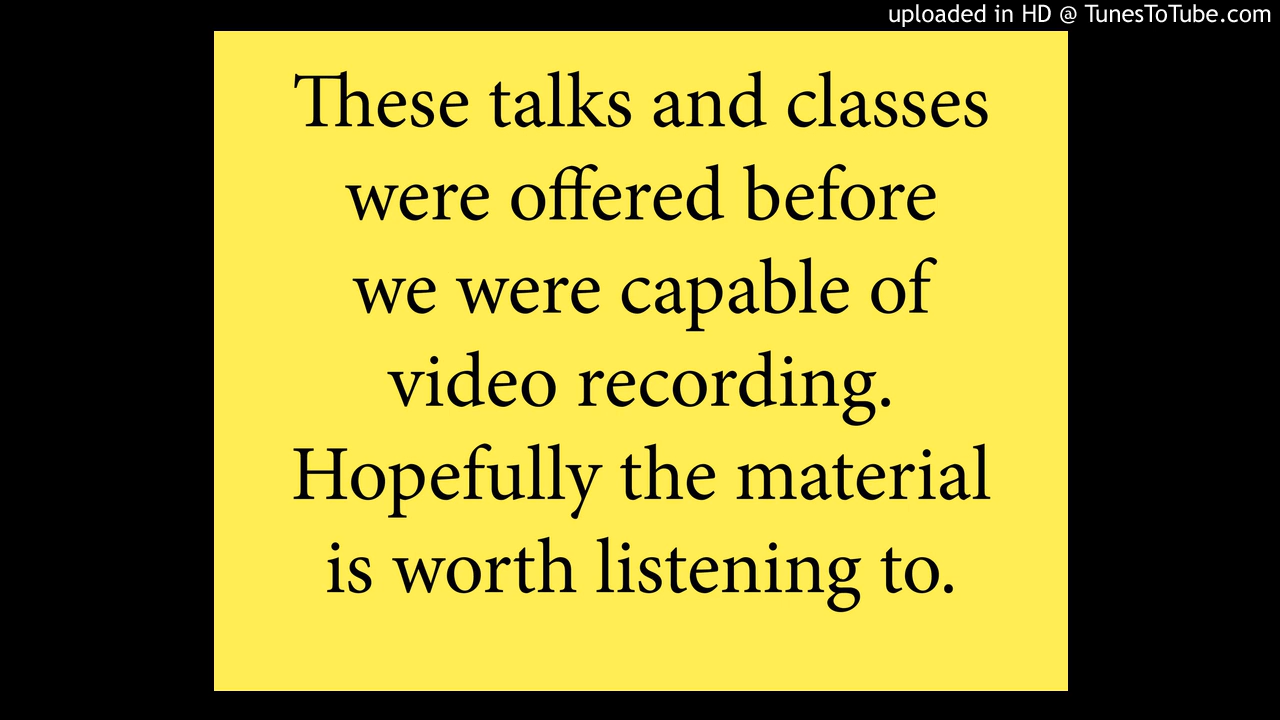 uploaded in HD @ TunesToTube.com
These talks and classes
were offered before
we were capable of
video recording.
Hopefully the material
is worth listening to.